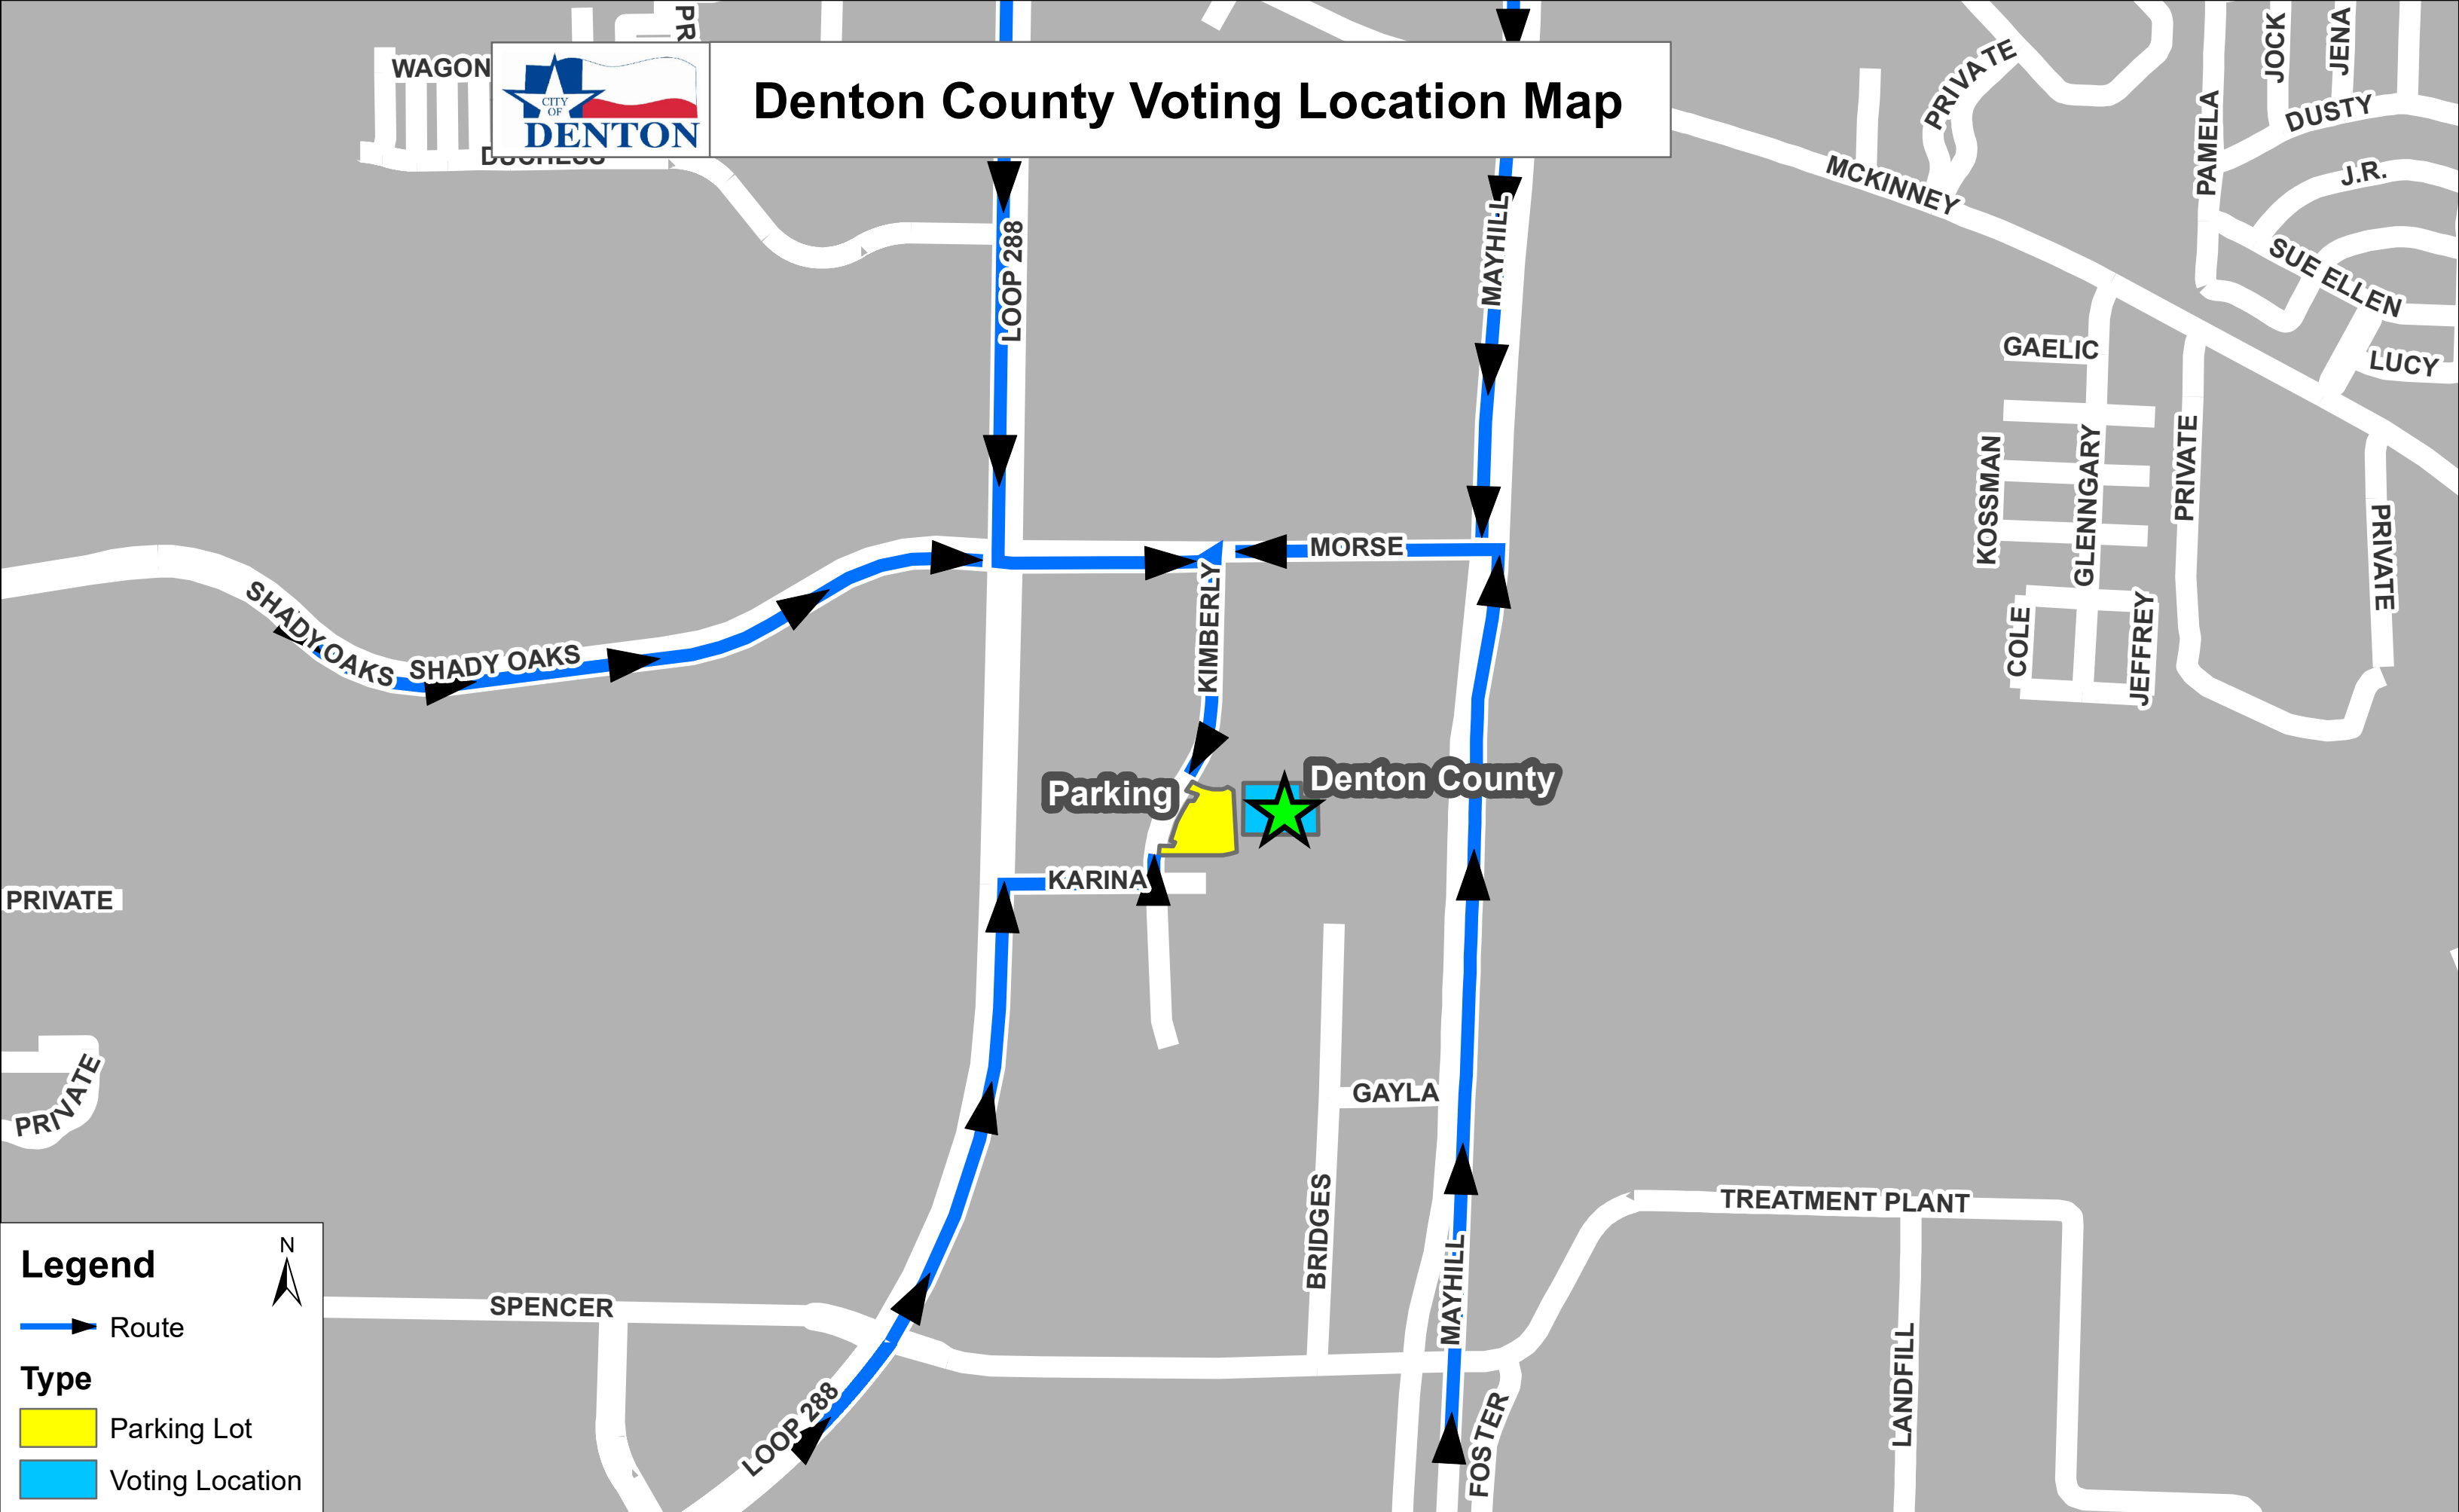 PR
WAGON
CITY
OF
DENTON
Denton County Voting Location Map
PRIVATE
JOCK
JENA
DUSTY
PAMELA
J.R.
MCKINNEY
DUCHESS
LOOP 288
MAYHILL
SUE ELLEN
GAELIC
LUCY
KOSSMAN
GLENNGARY
PRIVATE
PRIVATE
MORSE
SHADY OAKS
SHADY OAKS
KIMBERLY
COLE
JEFFREY
Parking
Denton County
KARINA
PRIVATE
PRIVATE
GAYLA
BRIDGES
TREATMENT PLANT
MAYHILL
SPENCER
LOOP 288
FOSTER
LANDFILL
Legend
N
Route
Type
Parking Lot
Voting Location